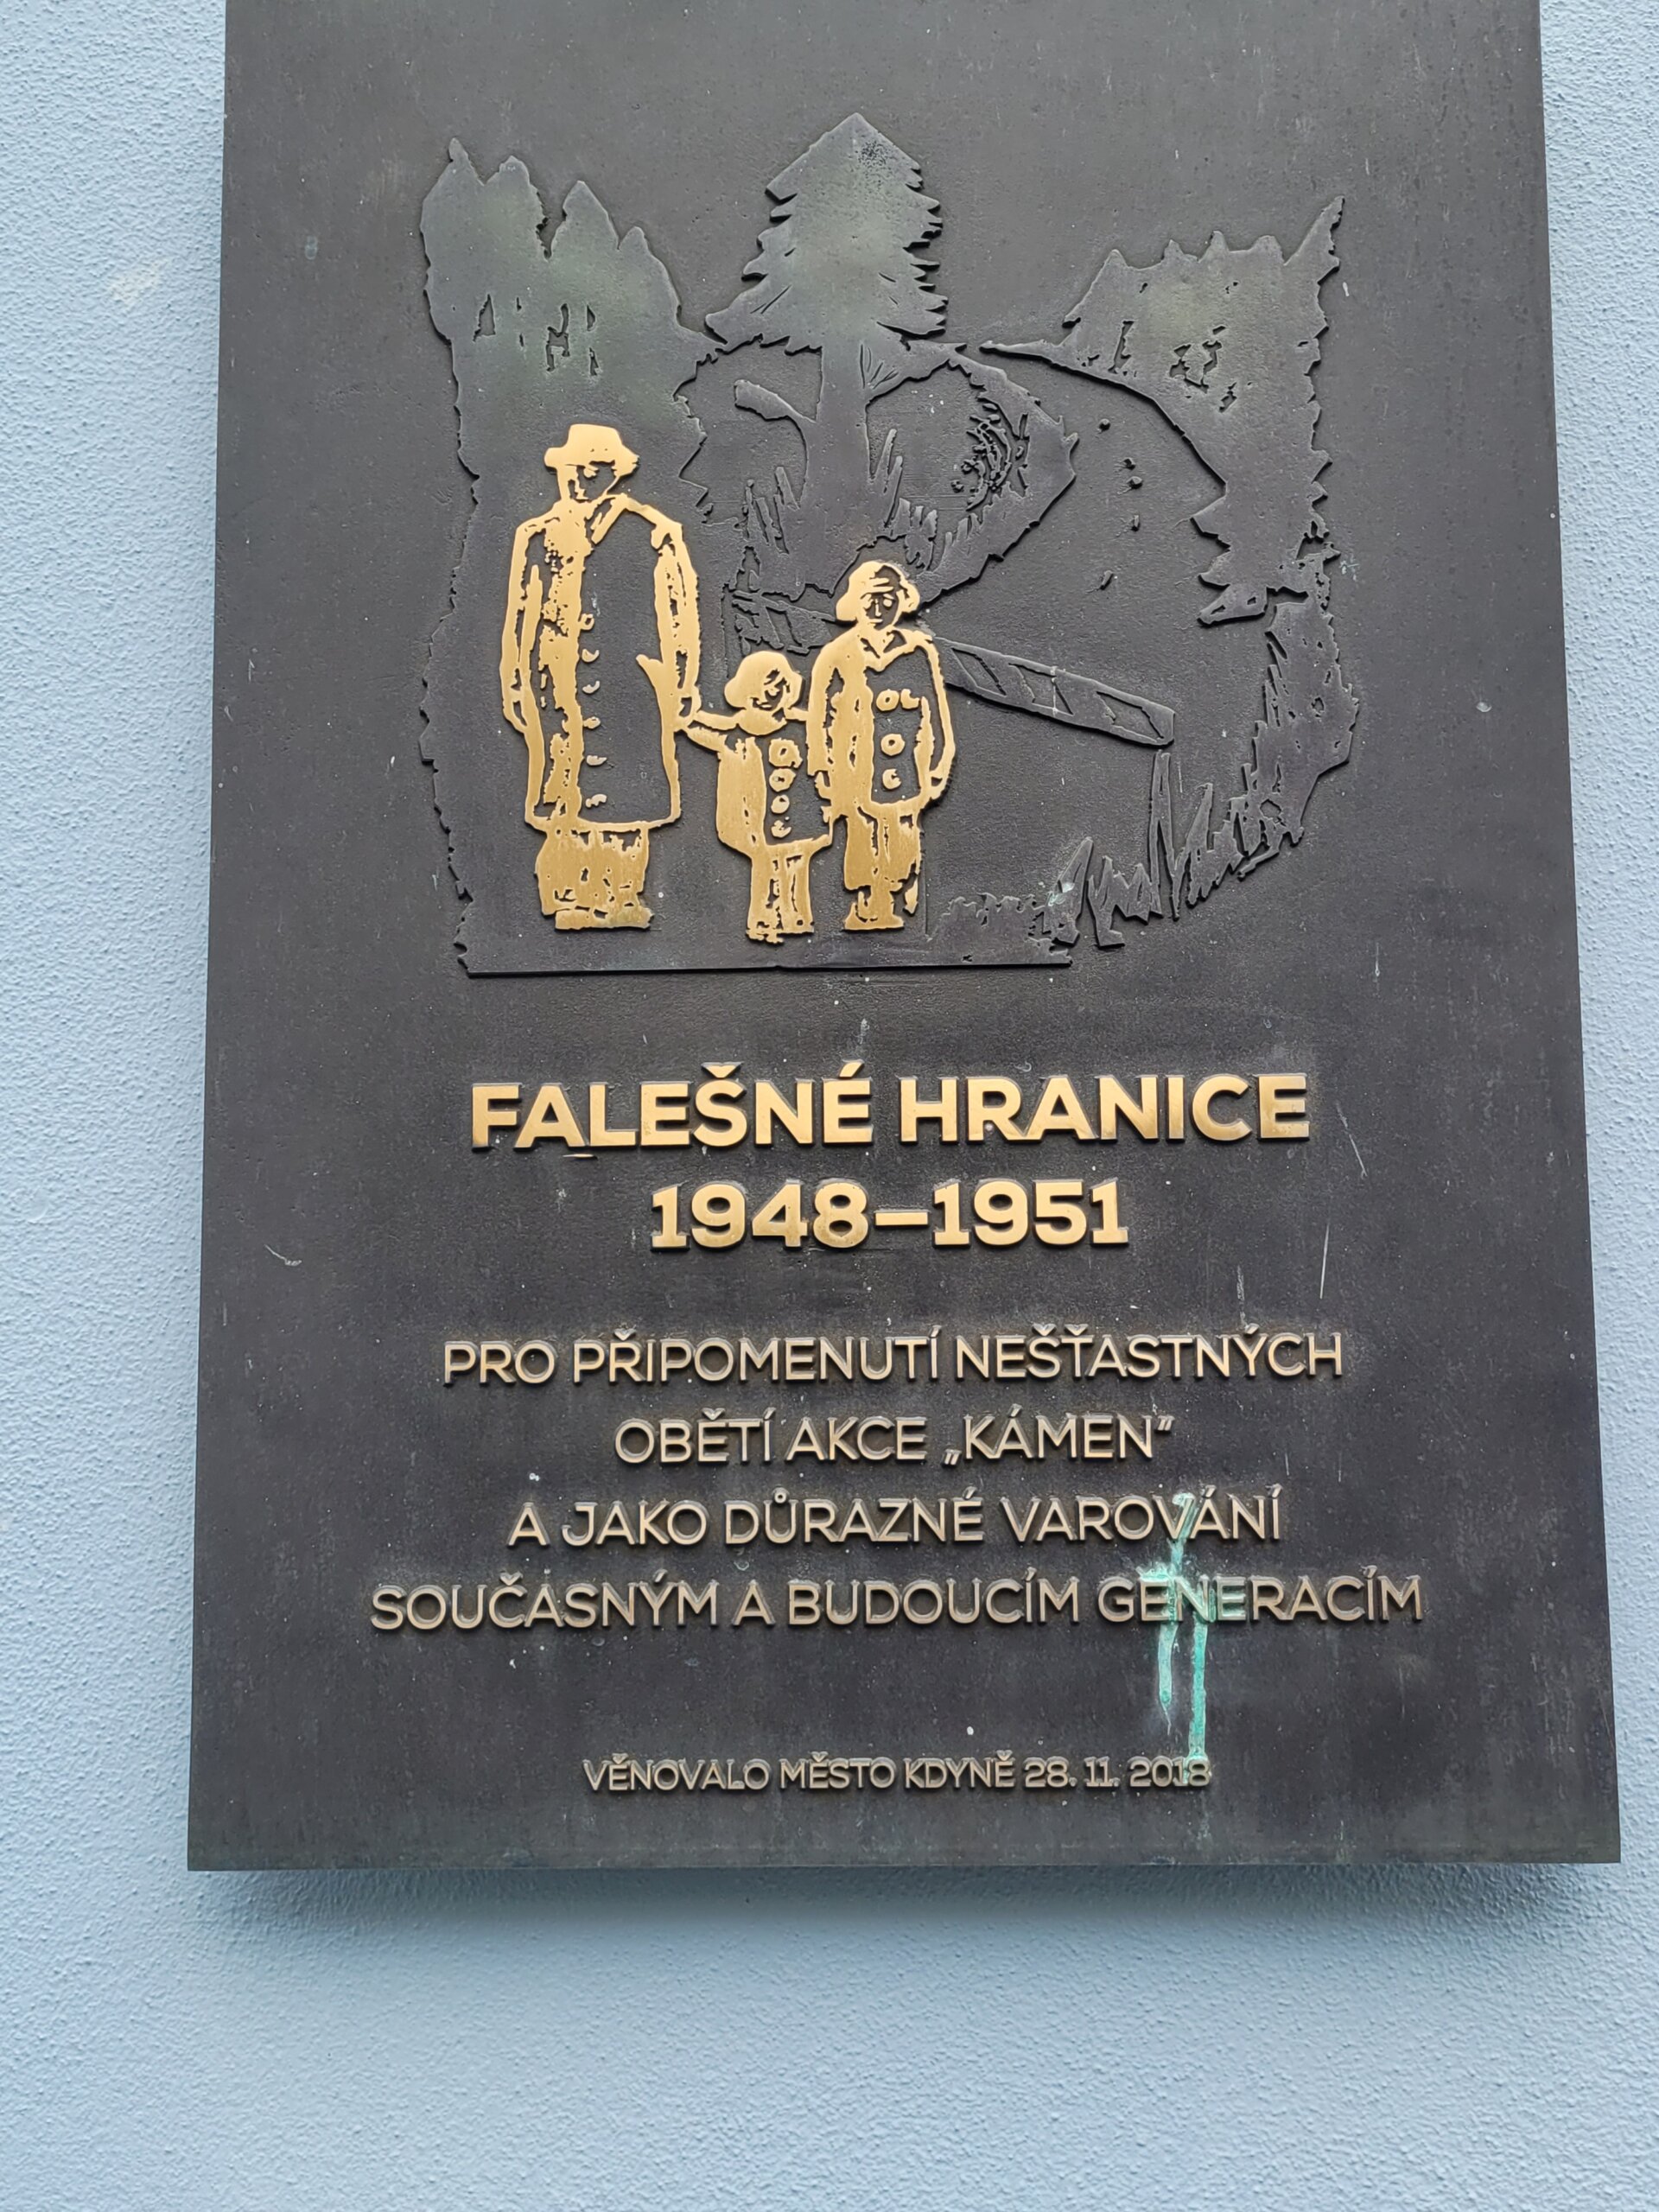 FALEŠNÉ HRANICE
1948–1951
PRO PŘIPOMENUTÍ NEŠŤASTNÝCH
OBĚTÍ AKCE „KÁMEN“
A JAKO DŮRAZNÉ VAROVÁNÍ
SOUČASNÝM A BUDOUCÍM GENERACÍM
VĚNOVALO MĚSTO KDYNĚ 28. 11. 2018